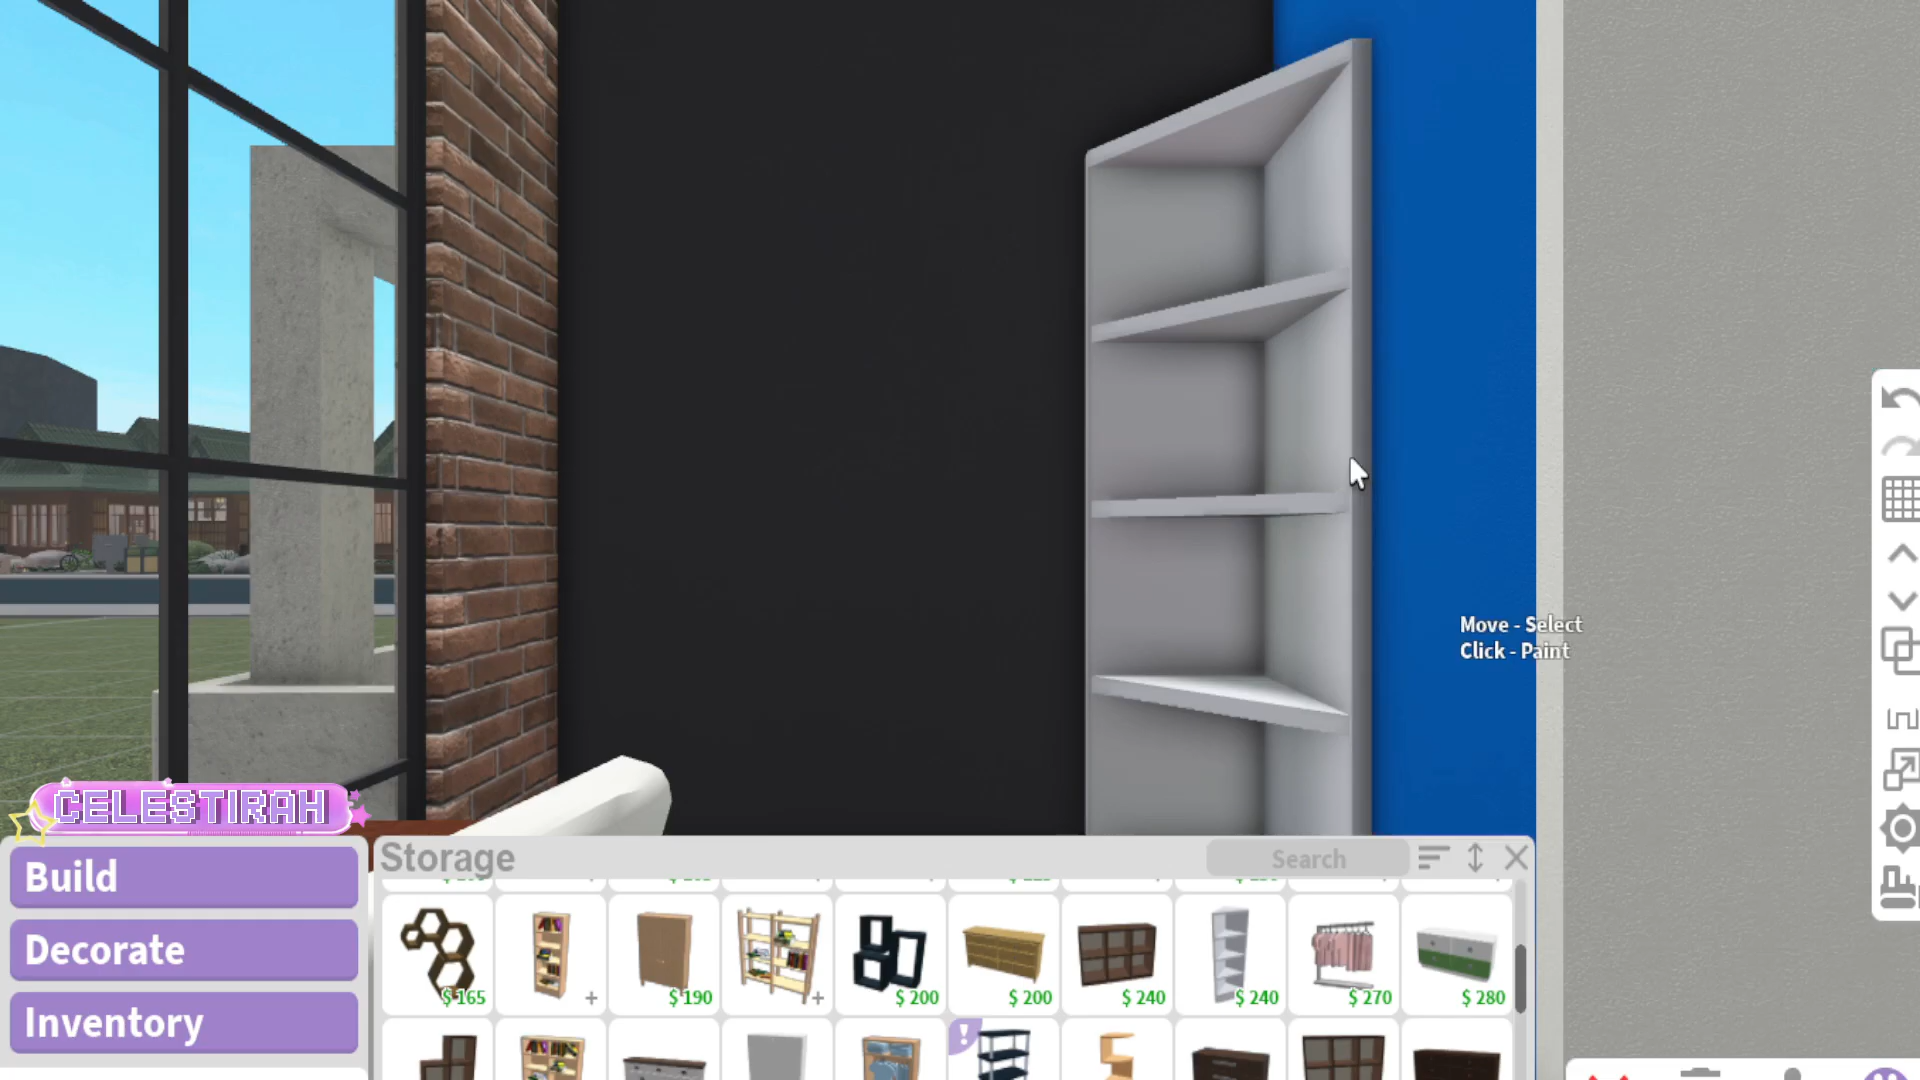 Move - Select
Click - Paint
CELESTIRAH
Build
Decorate
Inventory
Storage
Search
$ 165
+
$ 190
+
$ 200
$ 200
$ 240
$ 240
$ 270
$ 280
!